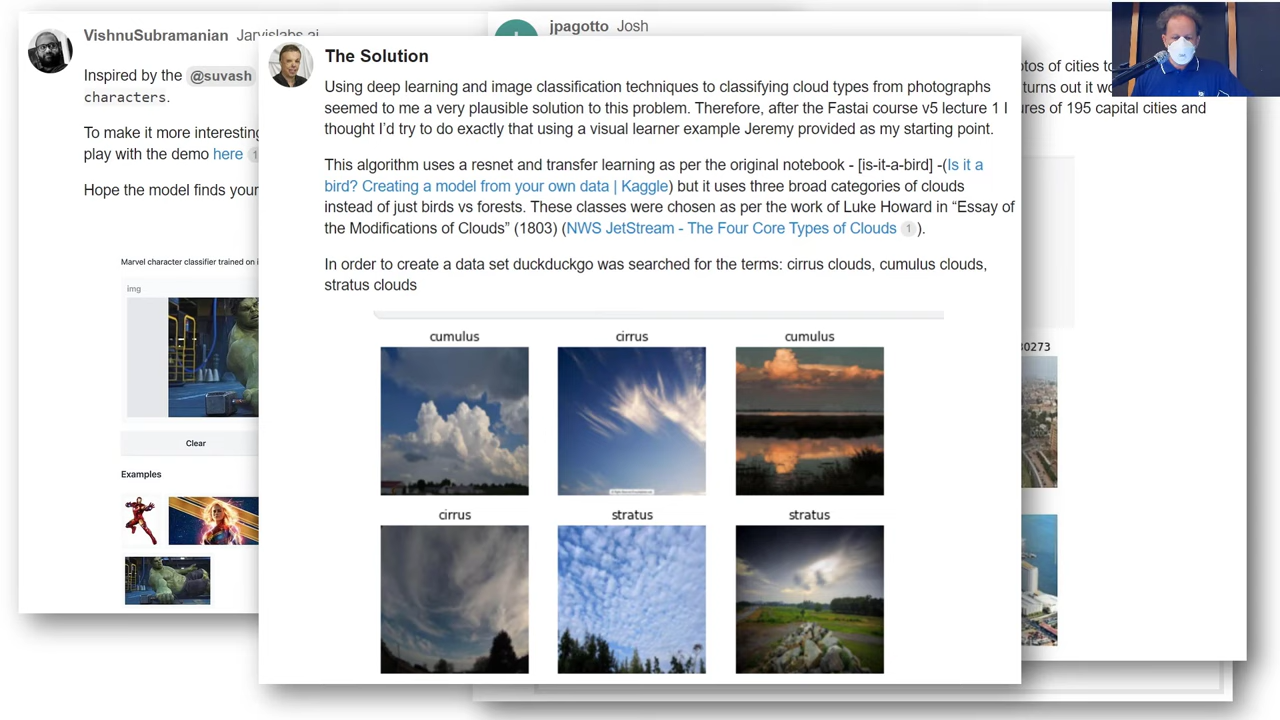 VishnuSubramanian Jarvislabs.ai
Inspired by the @suvash
characters.
To make it more interesting
play with the demo here 1
Hope the model finds your
Marvel character classifier trained on i
img
Clear
Examples
jpagotto Josh
otos of cities to
turns out it wo
ures of 195 capital cities and
30273
The Solution
Using deep learning and image classification techniques to classifying cloud types from photographs
seemed to me a very plausible solution to this problem. Therefore, after the Fastai course v5 lecture 1 I
thought I'd try to do exactly that using a visual learner example Jeremy provided as my starting point.
This algorithm uses a resnet and transfer learning as per the original notebook - [is-it-a-bird] -(Is it a
bird? Creating a model from your own data | Kaggle) but it uses three broad categories of clouds
instead of just birds vs forests. These classes were chosen as per the work of Luke Howard in “Essay of
the Modifications of Clouds” (1803) (NWS JetStream - The Four Core Types of Clouds 1 ).
In order to create a data set duckduckgo was searched for the terms: cirrus clouds, cumulus clouds,
stratus clouds
cumulus cirrus cumulus
cirrus stratus stratus